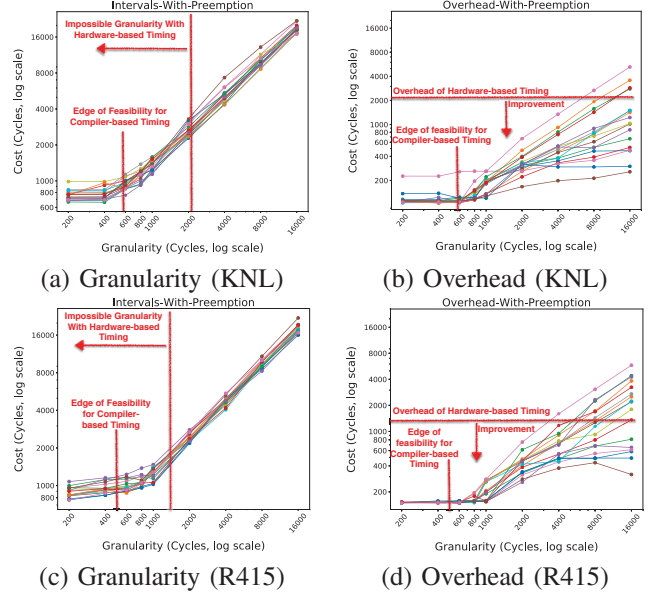 Intervals-With-Preemption
Impossible Granularity With
Hardware-based Timing
Edge of Feasibility for
Compiler-based Timing
Cost (Cycles, log scale)
16000
8000
4000
2000
1000
800
600
200
400
600
800
1000
2000
4000
8000
16000
Granularity (Cycles, log scale)
(a) Granularity (KNL)
Overhead-With-Preemption
Overhead of Hardware-based Timing
Improvement
Edge of feasibility for
Compiler-based Timing
Cost (Cycles, log scale)
16000
8000
4000
2000
1000
800
600
400
200
200
400
600
800
1000
2000
4000
8000
16000
Granularity (Cycles, log scale)
(b) Overhead (KNL)
Intervals-With-Preemption
Impossible Granularity
With Hardware-based
Timing
Edge of Feasibility
for Compiler-
based Timing
Cost (Cycles, log scale)
16000
8000
4000
2000
1000
800
200
400
600
800
1000
2000
4000
8000
16000
Granularity (Cycles, log scale)
(c) Granularity (R415)
Overhead-With-Preemption
Overhead of Hardware-based Timing
Improvement
Edge of
feasibility for
Compiler-based
Timing
Cost (Cycles, log scale)
16000
8000
4000
2000
1000
800
600
400
200
200
400
600
800
1000
2000
4000
8000
16000
Granularity (Cycles, log scale)
(d) Overhead (R415)